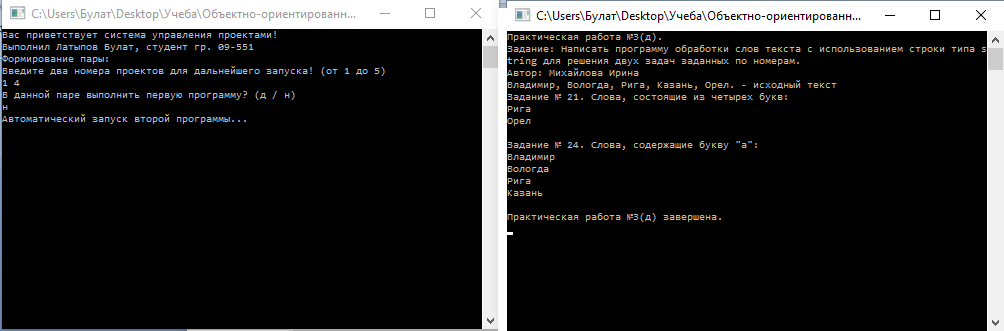 C:\Users\Булат\Desktop\Учеба\Объектно-ориентированн...
Вас приветствует система управления проектами!
Выполнил Латыпов Булат, студент гр. 09-551
Формирование пары:
Введите два номера проектов для дальнейшего запуска! (от 1 до 5)
1 4
В данной паре выполнить первую программу? (д / н)
н
Автоматический запуск второй программы...
C:\Users\Булат\Desktop\Учеба\Объектно-ориентированн...
Практическая работа №3(д).
Задание: Написать программу обработки слов текста с использованием строки типа s
tring для решения двух задач заданных по номерам.
Автор: Михайлова Ирина
Владимир, Вологда, Рига, Казань, Орел. - исходный текст
Задание № 21. Слова, состоящие из четырех букв:
Рига
Орел
Задание № 24. Слова, содержащие букву "а":
Владимир
Вологда
Рига
Казань
Практическая работа №3(д) завершена.